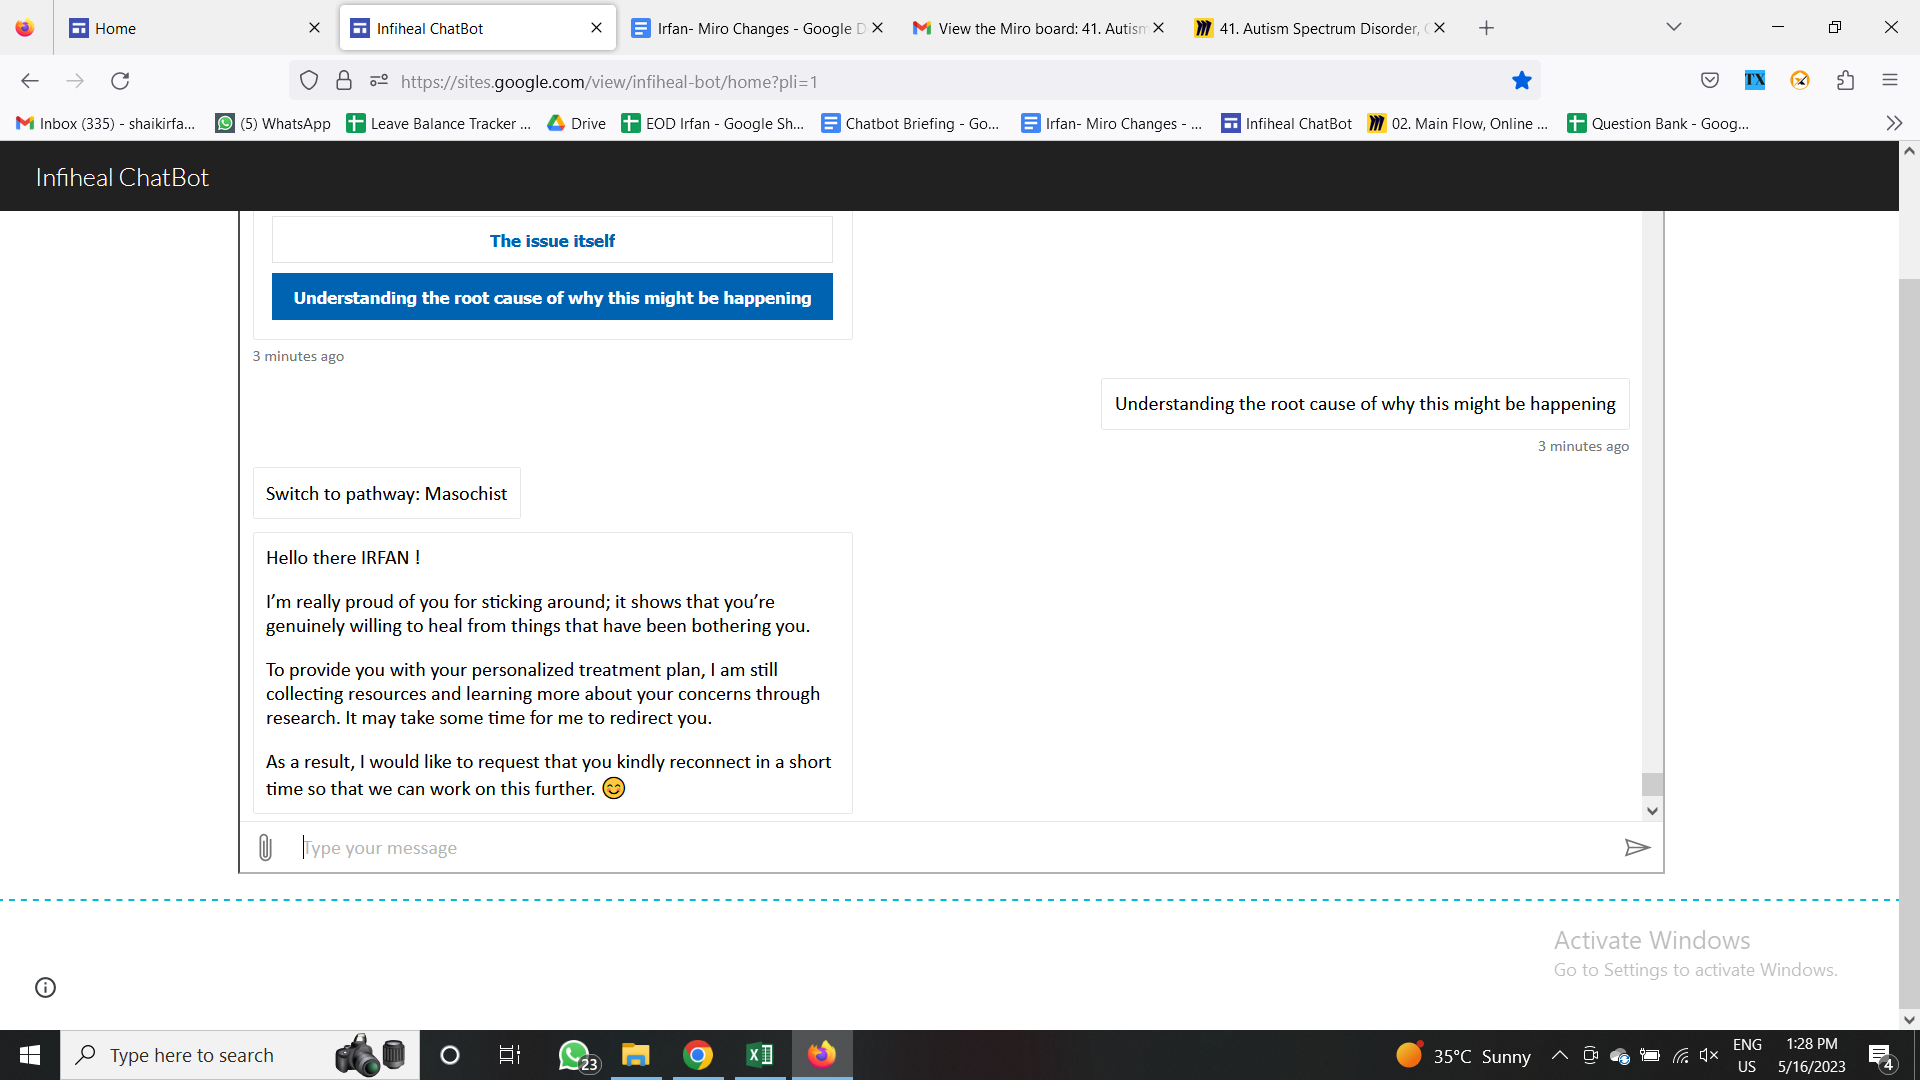 Home
Infiheal ChatBot
Irfan- Miro Changes - Google D
View the Miro board: 41. Autism
41. Autism Spectrum Disorder,
https://sites.google.com/view/infiheal-bot/home?pli=1
TX
Inbox (335) - shaikirfa...
(5) WhatsApp
Leave Balance Tracker ...
Drive
EOD Irfan - Google Sh...
Chatbot Briefing - Go...
Irfan- Miro Changes - ...
Infiheal ChatBot
02. Main Flow, Online ...
Question Bank - Goog...
Infiheal ChatBot
The issue itself
Understanding the root cause of why this might be happening
3 minutes ago
Understanding the root cause of why this might be happening
3 minutes ago
Switch to pathway: Masochist
Hello there IRFAN !
I’m really proud of you for sticking around; it shows that you’re
genuinely willing to heal from things that have been bothering you.
To provide you with your personalized treatment plan, I am still
collecting resources and learning more about your concerns through
research. It may take some time for me to redirect you.
As a result, I would like to request that you kindly reconnect in a short
time so that we can work on this further. 😊
Type your message
Activate Windows
Go to Settings to activate Windows.
Type here to search
23
35°C Sunny
ENG
US
1:28 PM
5/16/2023
4